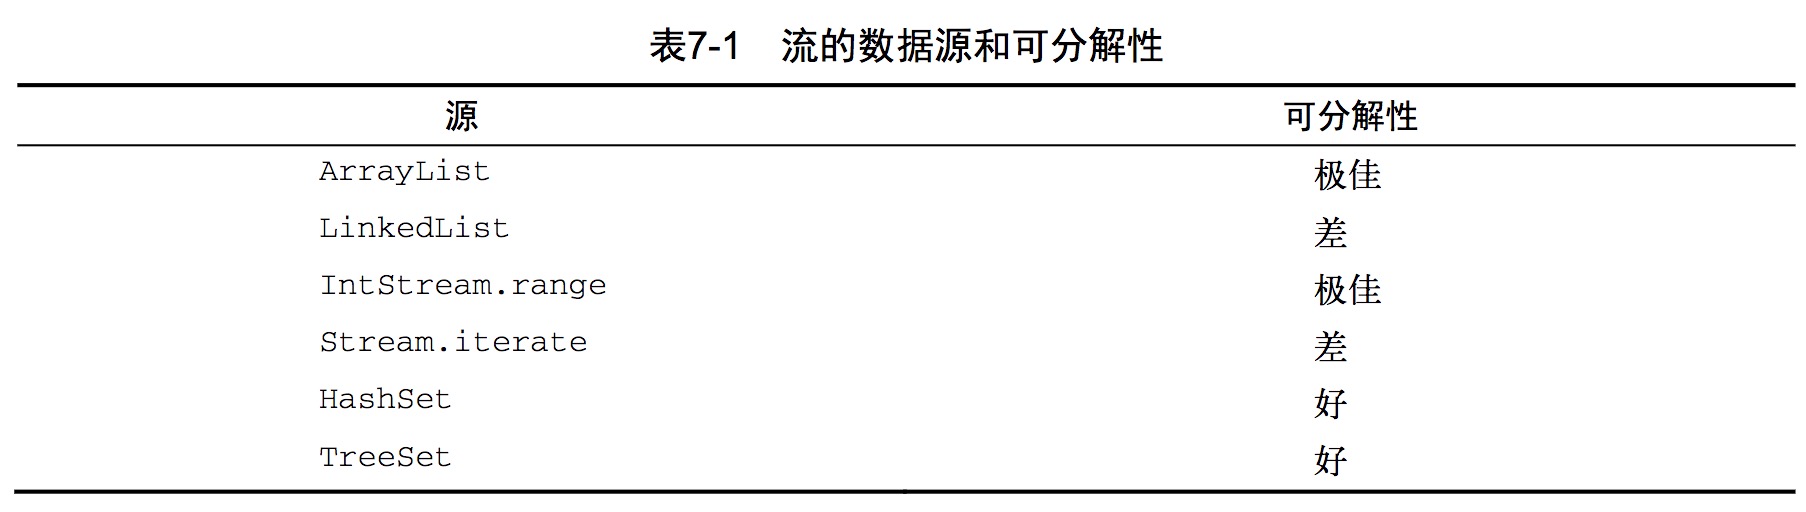 表7-1 流的数据源和可分解性
源 可分解性
ArrayList 极佳
LinkedList 差
IntStream.range 极佳
Stream.iterate 差
HashSet 好
TreeSet 好